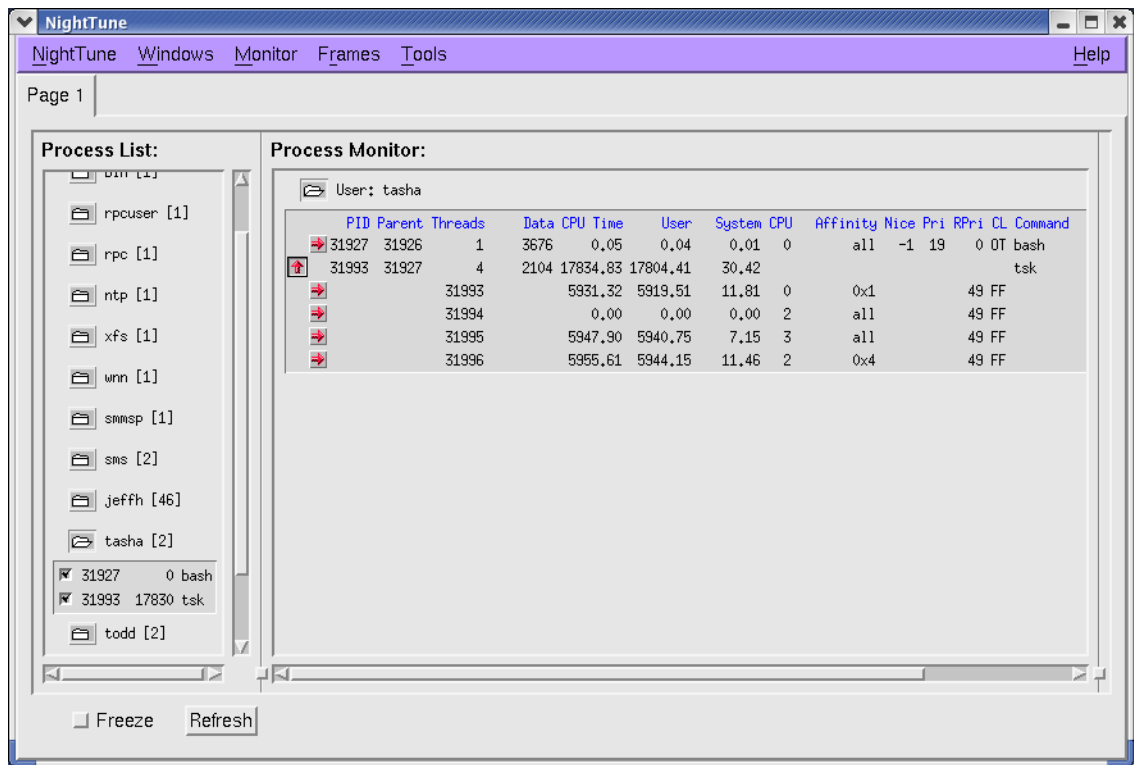 NightTune
NightTune Windows Monitor Frames Tools Help
Page 1
Process List:
bin [1]
rpcuser [1]
rpc [1]
ntp [1]
xfs [1]
wnn [1]
smmsp [1]
sms [2]
jeffh [46]
tasha [2]
31927 0 bash
31993 17830 tsk
todd [2]
Process Monitor:
User: tasha
PID Parent Threads Data CPU Time User System CPU Affinity Nice Pri RPri CL Command
31927 31926 1 3676 0.05 0.04 0.01 0 all -1 19 0 OT bash
31993 31927 4 2104 17834.83 17804.41 30.42 tsk
31993 5931.32 5919.51 11.81 0 0x1 49 FF
31994 0.00 0.00 0.00 2 all 49 FF
31995 5947.90 5940.75 7.15 3 all 49 FF
31996 5955.61 5944.15 11.46 2 0x4 49 FF
Freeze Refresh